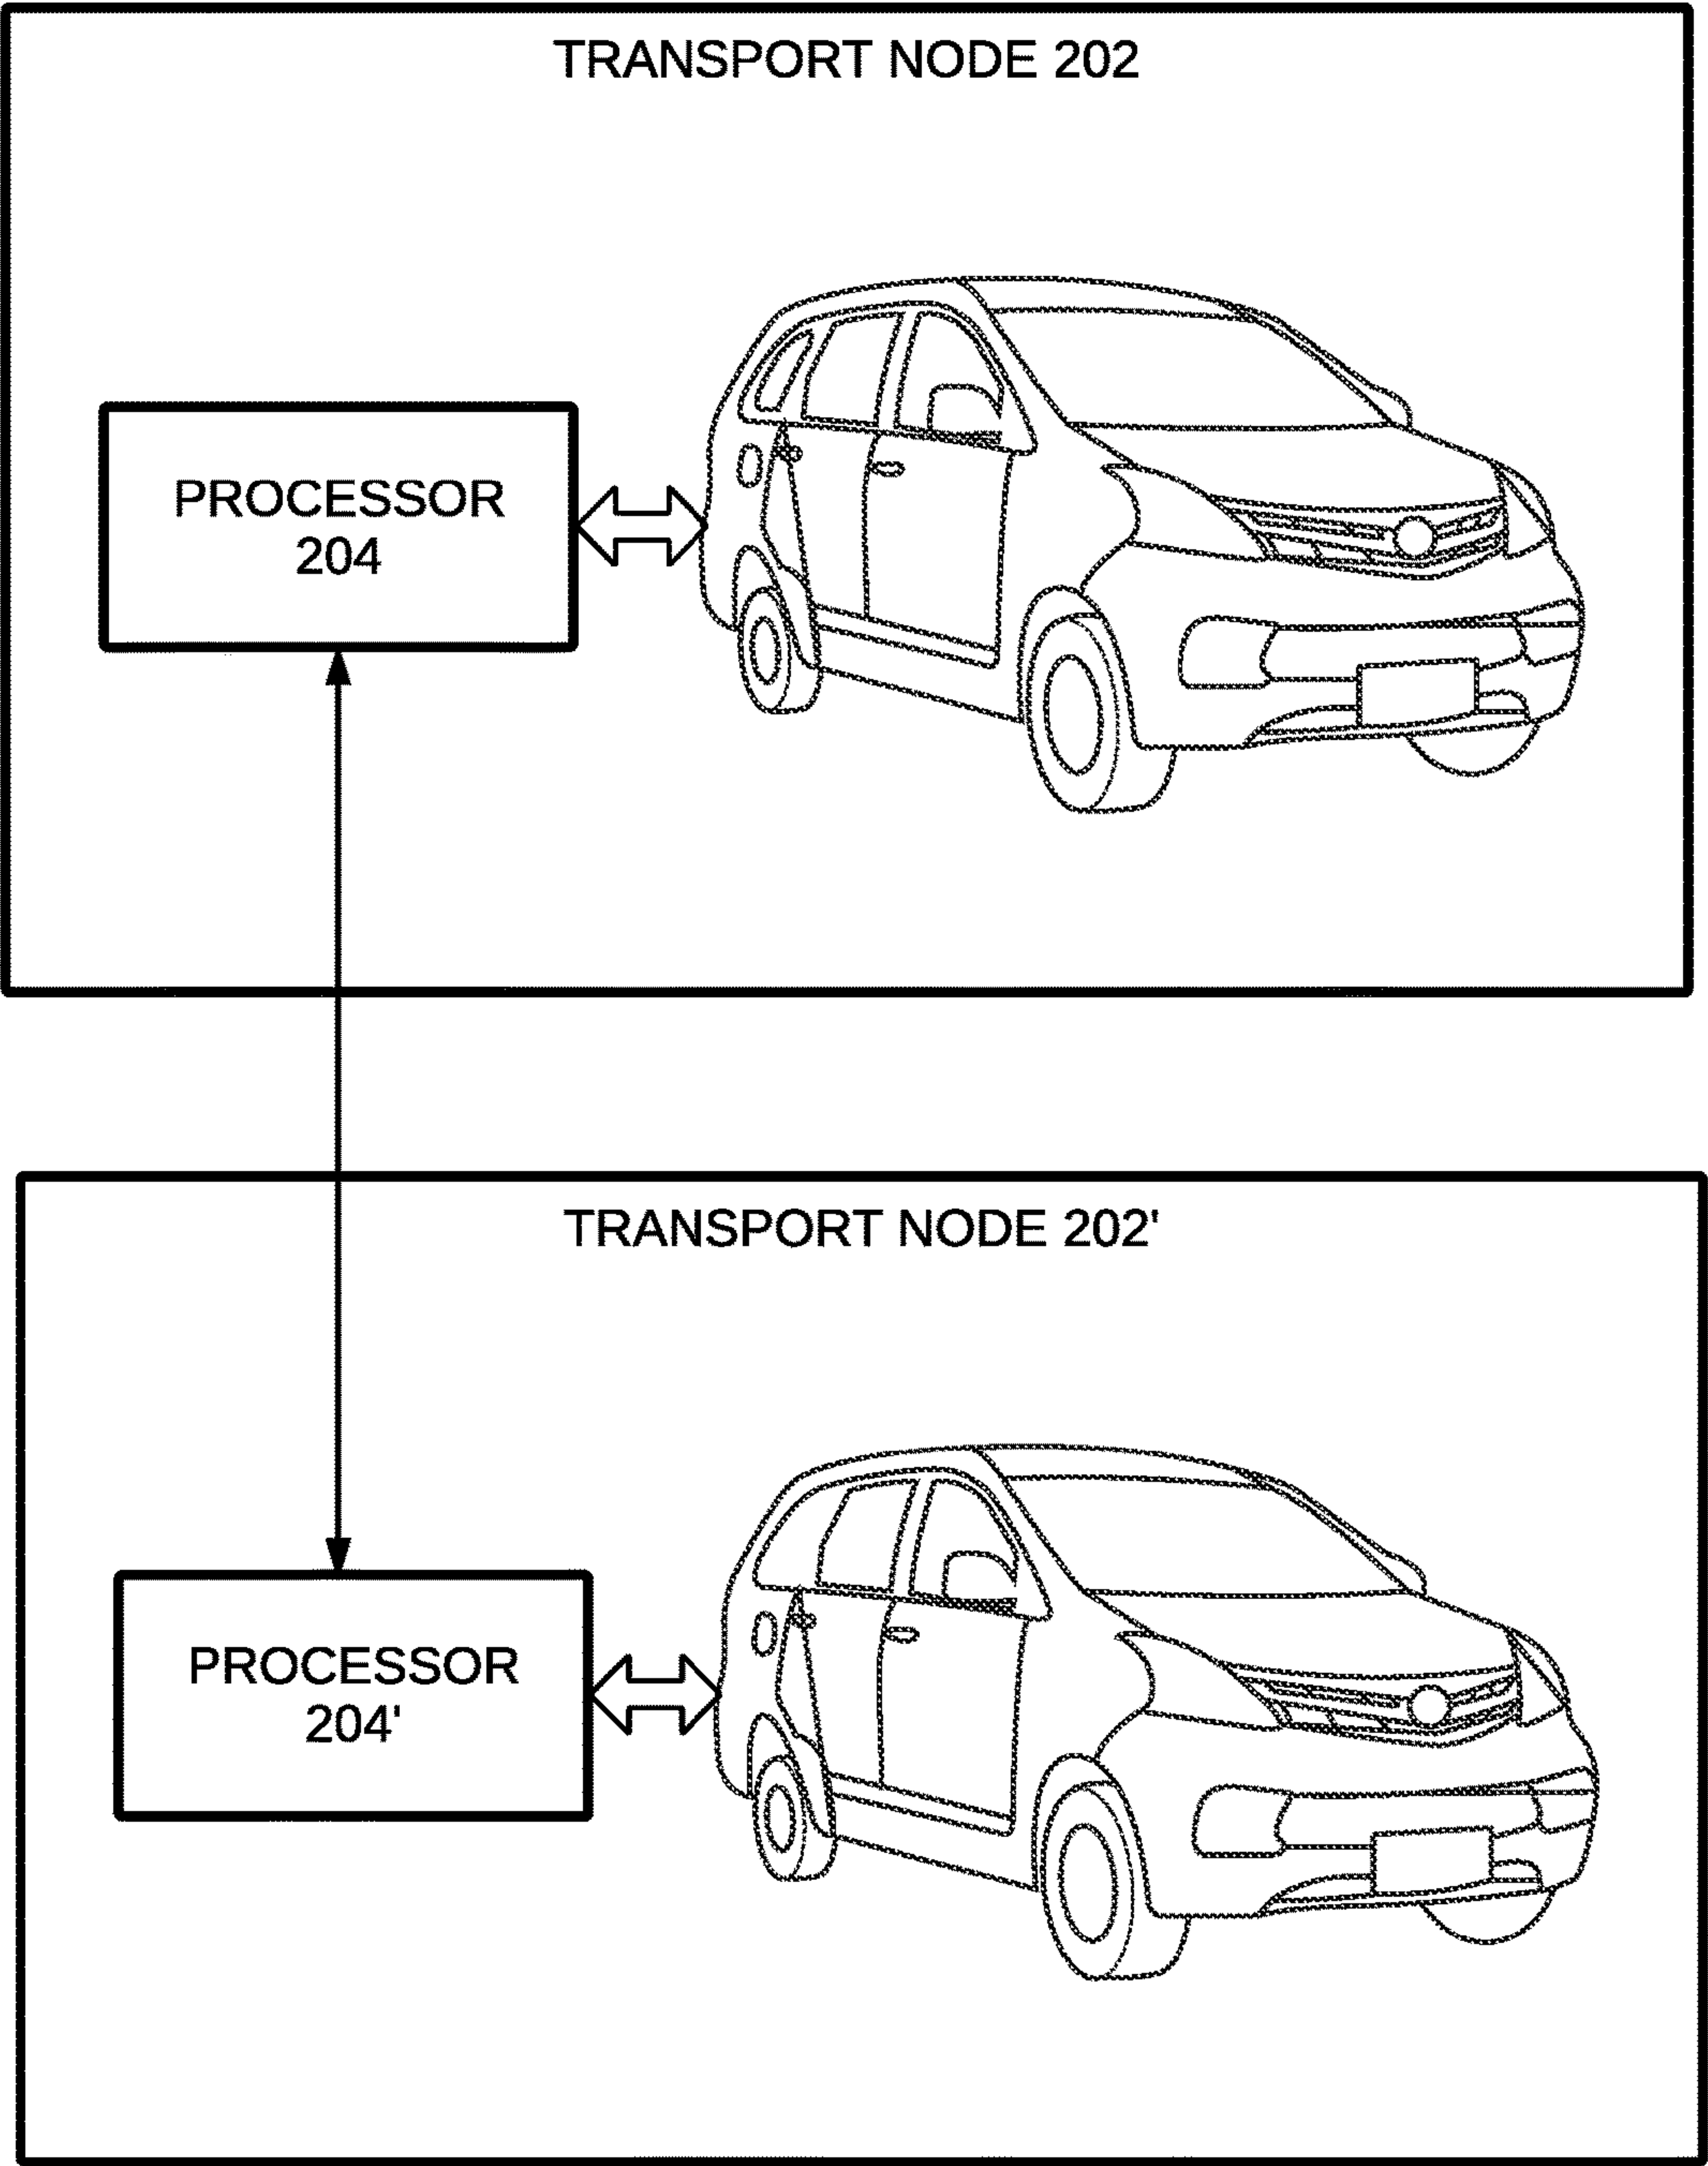 TRANSPORT NODE 202
PROCESSOR
204
TRANSPORT NODE 202'
PROCESSOR
204'